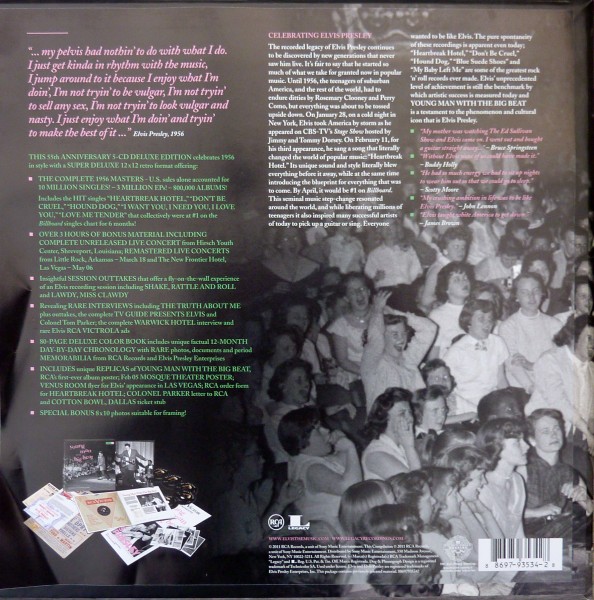 "... my pelvis had nothin' to do with what I do.
I just get kinda in rhythm with the music,
I jump around to it because I enjoy what I'm
doin', I'm not tryin' to be vulgar, I'm not tryin'
to sell any sex, I'm not tryin' to look vulgar and
nasty. I just enjoy what I'm doin' and tryin'
to make the best of it ..." Elvis Presley, 1956
THIS 55th ANNIVERSARY 5-CD DELUXE EDITION celebrates 1956
in style with a SUPER DELUXE 12x12 retro format offering:
THE COMPLETE 1956 MASTERS – U.S. sales alone accounted for
10 MILLION SINGLES! – 3 MILLION EPs! – 800,000 ALBUMS!
Includes the HIT singles "HEARTBREAK HOTEL," "DON'T BE
CRUEL," "HOUND DOG," "I WANT YOU, I NEED YOU, I LOVE
YOU," "LOVE ME TENDER" that collectively were at #1 on the
Billboard singles chart for 6 months!
OVER 3 HOURS OF BONUS MATERIAL INCLUDING
COMPLETE UNRELEASED LIVE CONCERT from Hirsch Youth
Center, Shreveport, Louisiana; REMASTERED LIVE CONCERTS
from Little Rock, Arkansas – March 18 and The New Frontier Hotel,
Las Vegas – May 06
Insightful SESSION OUTTAKES that offer a fly-on-the-wall experience
of an Elvis recording session including SHAKE, RATTLE AND ROLL
and LAWDY, MISS CLAWDY
Revealing RARE INTERVIEWS including THE TRUTH ABOUT ME
plus outtakes, the complete TV GUIDE PRESENTS ELVIS and
Colonel Tom Parker; the complete WARWICK HOTEL interview and
rare Elvis RCA VICTROLA ads
80-PAGE DELUXE COLOR BOOK includes unique factual 12-MONTH
DAY-BY-DAY CHRONOLOGY with RARE photos, documents and period
MEMORABILIA from RCA Records and Elvis Presley Enterprises
INCLUDES unique REPLICAS of YOUNG MAN WITH THE BIG BEAT,
RCA's first-ever album poster; Feb 05 MOSQUE THEATER POSTER;
VENUS ROOM flyer for Elvis' appearance in LAS VEGAS; RCA order form
for HEARTBREAK HOTEL; COLONEL PARKER letter to RCA
and COTTON BOWL, DALLAS ticket stub
SPECIAL BONUS 8x10 photos suitable for framing!
CELEBRATING ELVIS PRESLEY
The recorded legacy of Elvis Presley continues
to be discovered by new generations that never
saw him live. It's fair to say that he started so
much of what we take for granted now in popular
music. Until 1956, the teenagers of suburban
America, and the rest of the world, had to
endure ditties by Rosemary Clooney and Perry
Como, but everything was about to be tossed
upside down. On January 28, on a cold night in
New York, Elvis took America by storm as he
appeared on CBS-TV's Stage Show hosted by
Jimmy and Tommy Dorsey. On February 11, for
his third appearance, he sang a song that literally
changed the world of popular music: "Heartbreak
Hotel." Its unique sound and style literally blew
everything before it away, while at the same time
introducing the blueprint for everything that was
to come. By April, it would be #1 on Billboard.
This seminal music step-change resonated
around the world, and while liberating millions of
teenagers it also inspired many successful artists
of today to pick up a guitar or sing. Everyone
wanted to be like Elvis. The pure spontaneity
of these recordings is apparent even today;
"Heartbreak Hotel," "Don't Be Cruel,"
"Hound Dog," "Blue Suede Shoes" and
"My Baby Left Me" are some of the greatest rock
'n' roll records ever made. Elvis' unprecedented
level of achievement is still the benchmark by
which artistic success is measured today and
YOUNG MAN WITH THE BIG BEAT
is a testament to the phenomenon and cultural
icon that is Elvis Presley.
"My mother was watching The Ed Sullivan
Show and Elvis came on. I went out and bought
a guitar straight away." – Bruce Springsteen
"Without Elvis none of us could have made it."
– Buddy Holly
"He had so much energy we had to sit up nights
to wear him out so that we could go to sleep."
– Scotty Moore
Elvis Presley." – John Lennon
"Elvis taught white America to get down."
– James Brown
RCA
LEGACY
8 8697-93534-2 8